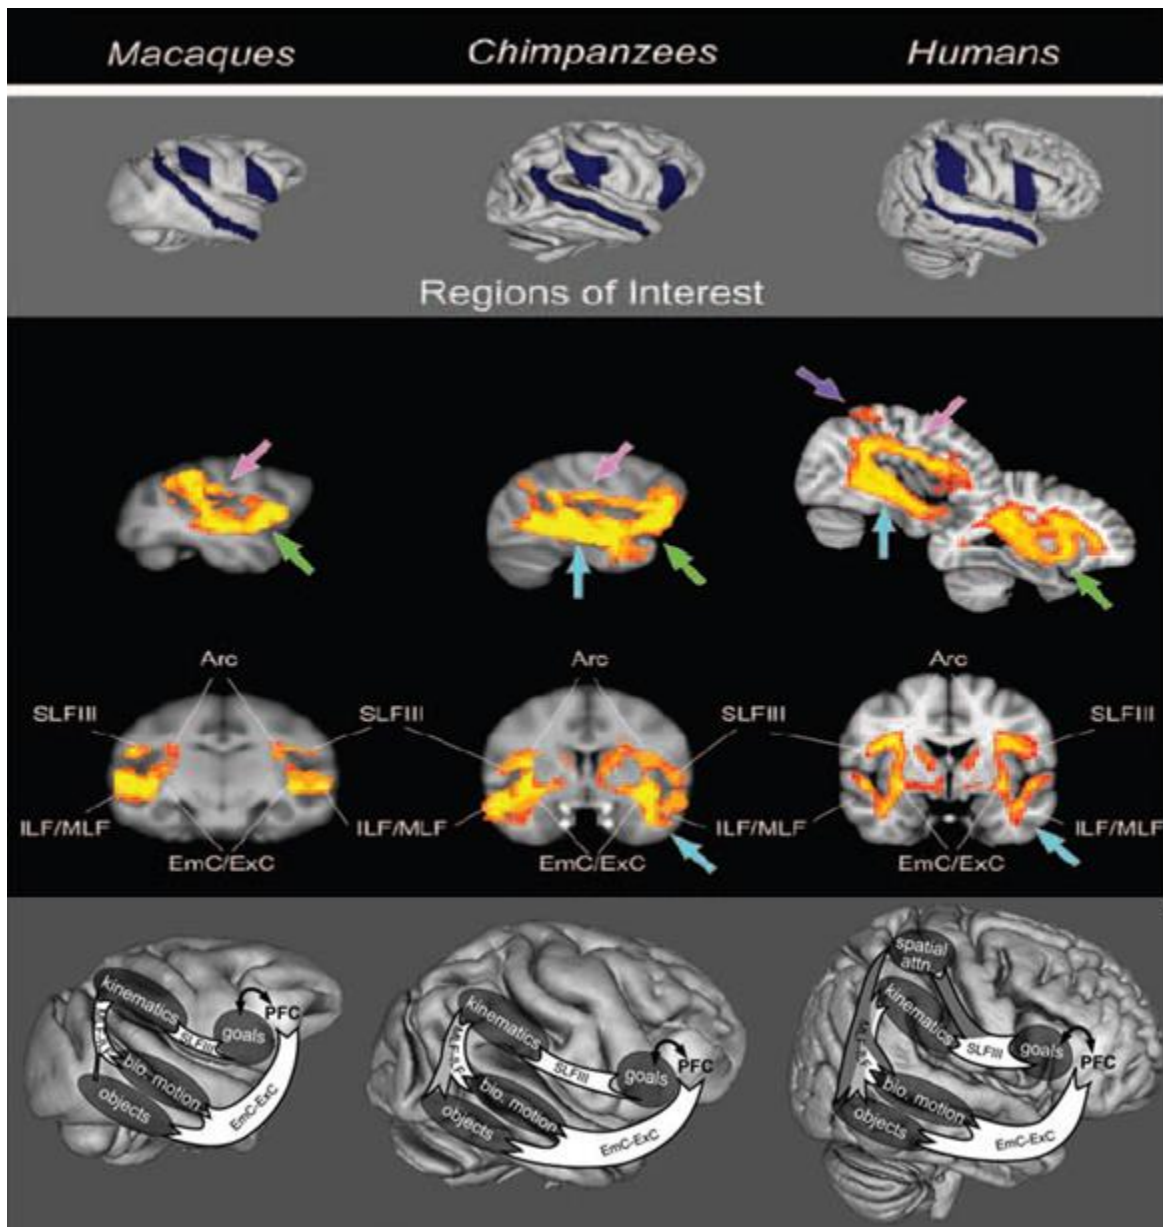 Macaques Chimpanzees Humans
Regions of Interest
Arc Arc Arc
SLFIII SLFIII SLFIII SLFIII
ILF/MLF ILF/MLF ILF/MLF ILF/MLF
EmC/ExC EmC/ExC EmC/ExC
kinematics
SLFIII
goals
PFC
bio. motion
objects
EmC-ExC
kinematics
SLFIII
goals
PFC
bio. motion
objects
EmC-ExC
spatial
attn.
kinematics
SLFIII
goals
PFC
bio. motion
objects
EmC-ExC